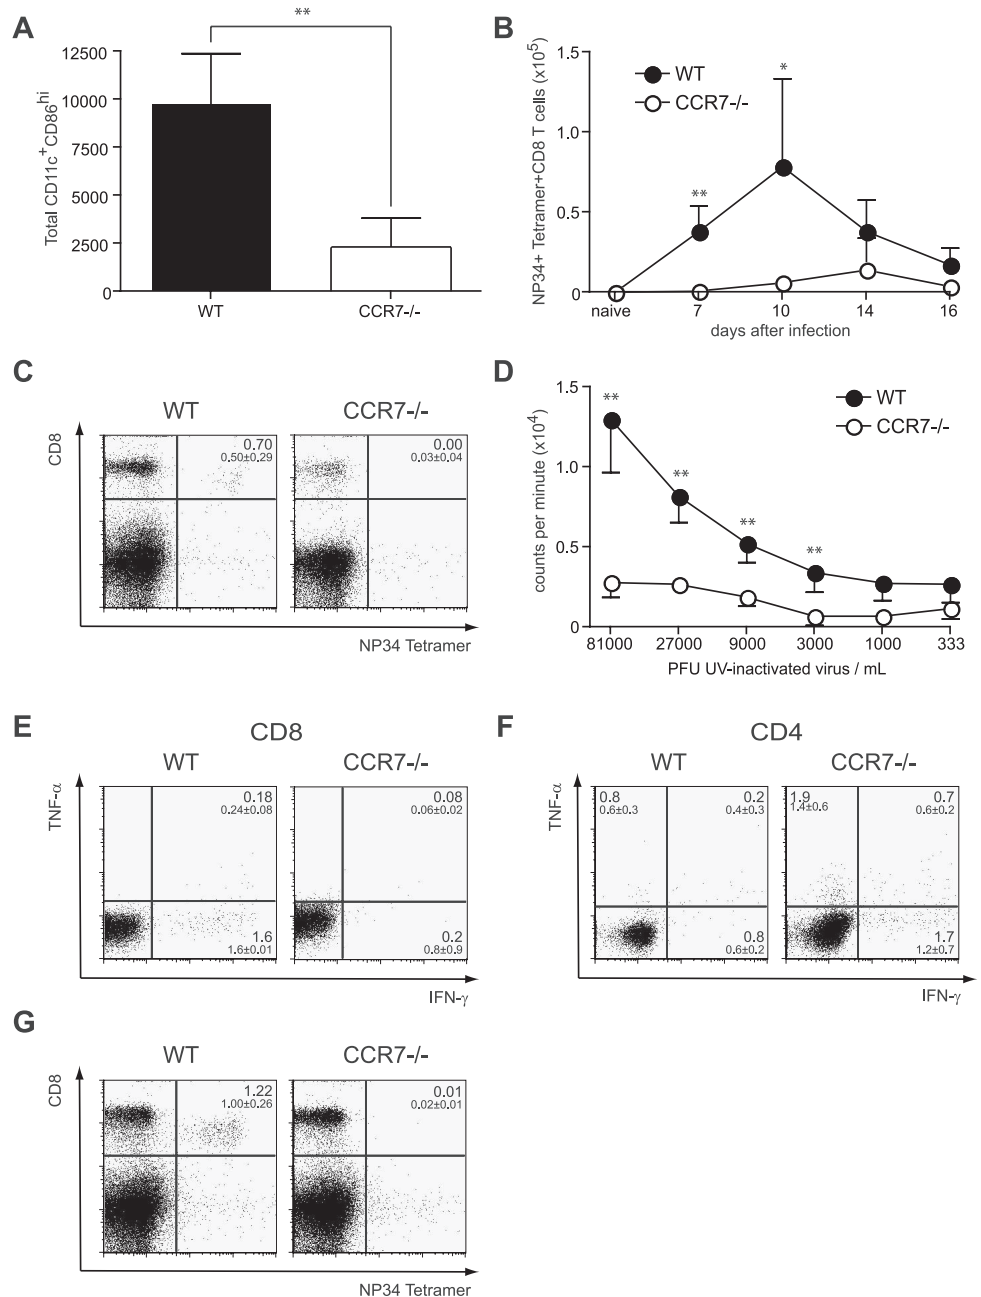 A
**
Total CD11c+CD86hi
12500
10000
7500
5000
2500
0
WT
CCR7-/-
B
NP34+ Tetramer+CD8 T cells (x10⁵)
1.5
1.0
0.5
0
WT
CCR7-/-
**
*
naive
7
10
14
16
days after infection
C
WT
CCR7-/-
CD8
0.70
0.50±0.29
0.00
0.03±0.04
NP34 Tetramer
D
counts per minute (x10⁴)
1.5
1.0
0.5
0
WT
CCR7-/-
**
**
**
**
81000
27000
9000
3000
1000
333
PFU UV-inactivated virus / mL
E
CD8
WT
CCR7-/-
TNF-α
0.18
0.24±0.08
1.6
1.6±0.01
0.08
0.06±0.02
0.2
0.8±0.9
IFN-γ
F
CD4
WT
CCR7-/-
TNF-α
0.8
0.6±0.3
0.2
0.4±0.3
0.8
0.6±0.2
1.9
1.4±0.6
0.7
0.6±0.2
1.7
1.2±0.7
IFN-γ
G
WT
CCR7-/-
CD8
1.22
1.00±0.26
0.01
0.02±0.01
NP34 Tetramer